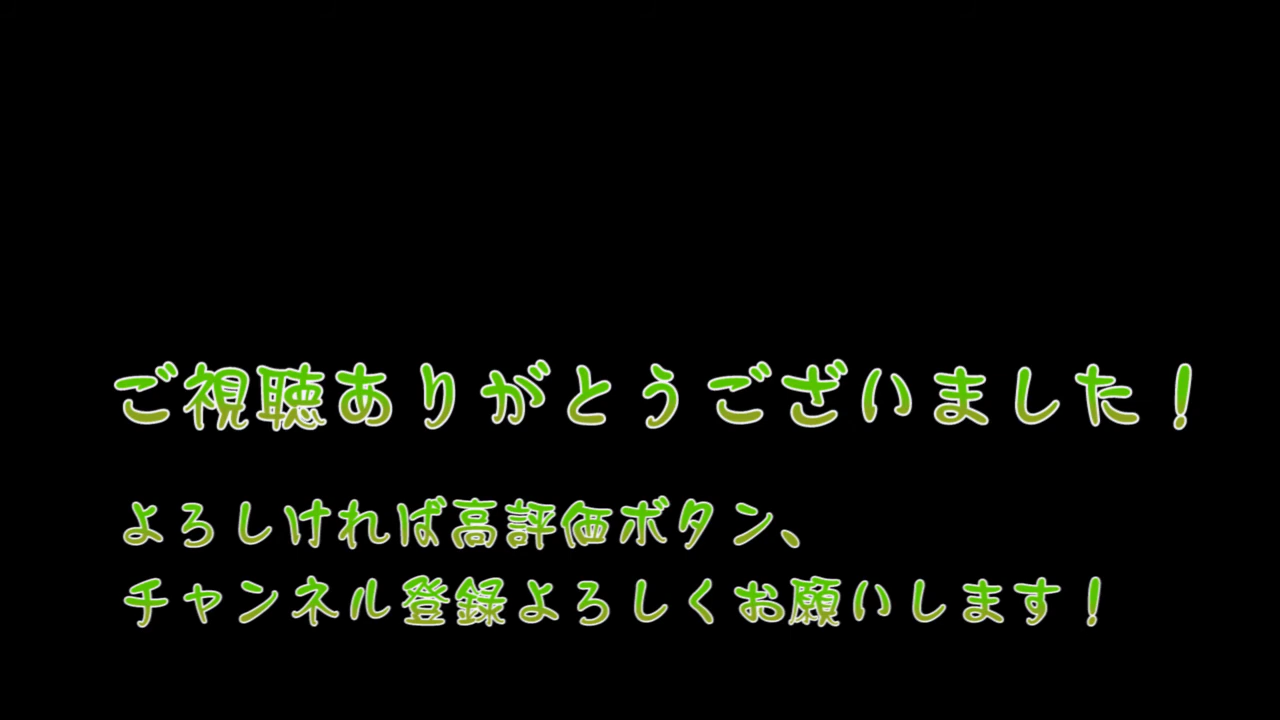 ご視聴ありがとうございました！
よろしければ高評価ボタン、
チャンネル登録よろしくお願いします！